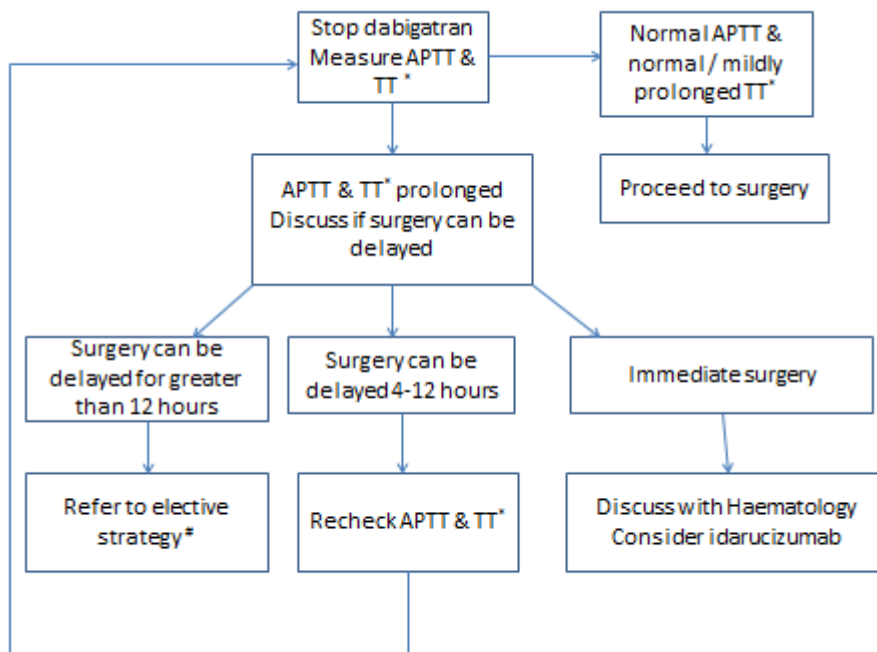 Stop dabigatran
Measure APTT &
TT *
Normal APTT &
normal / mildly
prolonged TT*
APTT & TT* prolonged
Discuss if surgery can be
delayed
Proceed to surgery
Surgery can be
delayed for greater
than 12 hours
Surgery can be
delayed 4-12 hours
Immediate surgery
Refer to elective
strategy#
Recheck APTT & TT*
Discuss with Haematology
Consider idarucizumab